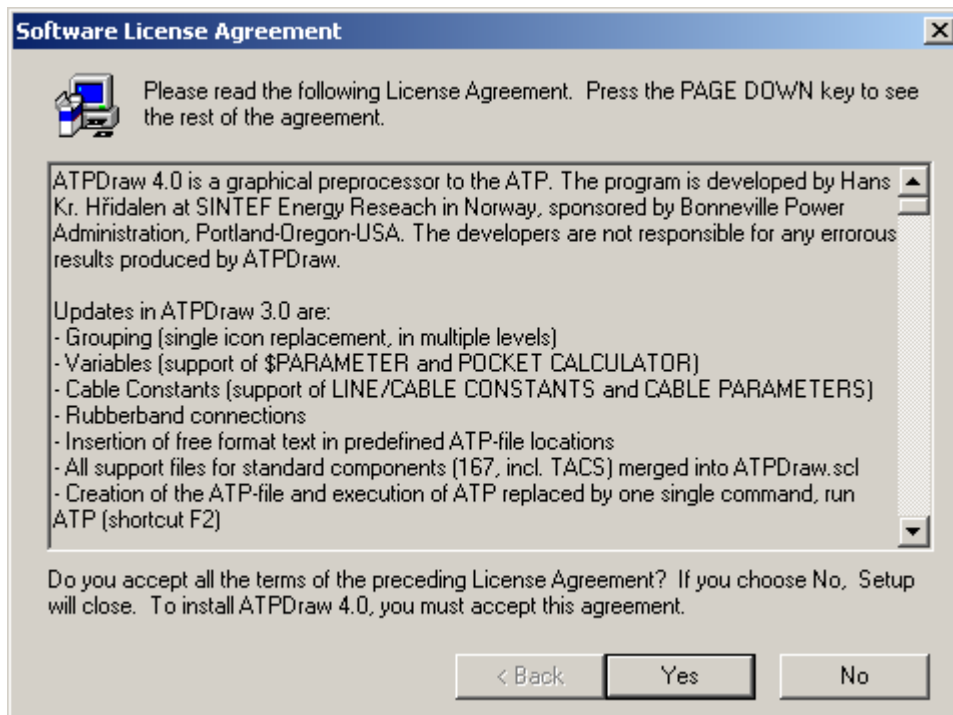 Software License Agreement
Please read the following License Agreement.  Press the PAGE DOWN key to see
the rest of the agreement.
ATPDraw 4.0 is a graphical preprocessor to the ATP. The program is developed by Hans
Kr. Hřidalen at SINTEF Energy Reseach in Norway, sponsored by Bonneville Power
Administration, Portland-Oregon-USA. The developers are not responsible for any errorous
results produced by ATPDraw.
Updates in ATPDraw 3.0 are:
- Grouping (single icon replacement, in multiple levels)
- Variables (support of $PARAMETER and POCKET CALCULATOR)
- Cable Constants (support of LINE/CABLE CONSTANTS and CABLE PARAMETERS)
- Rubberband connections
- Insertion of free format text in predefined ATP-file locations
- All support files for standard components (167, incl. TACS) merged into ATPDraw.scl
- Creation of the ATP-file and execution of ATP replaced by one single command, run
ATP (shortcut F2)
Do you accept all the terms of the preceding License Agreement?  If you choose No,  Setup
will close.  To install ATPDraw 4.0, you must accept this agreement.
< Back
Yes
No